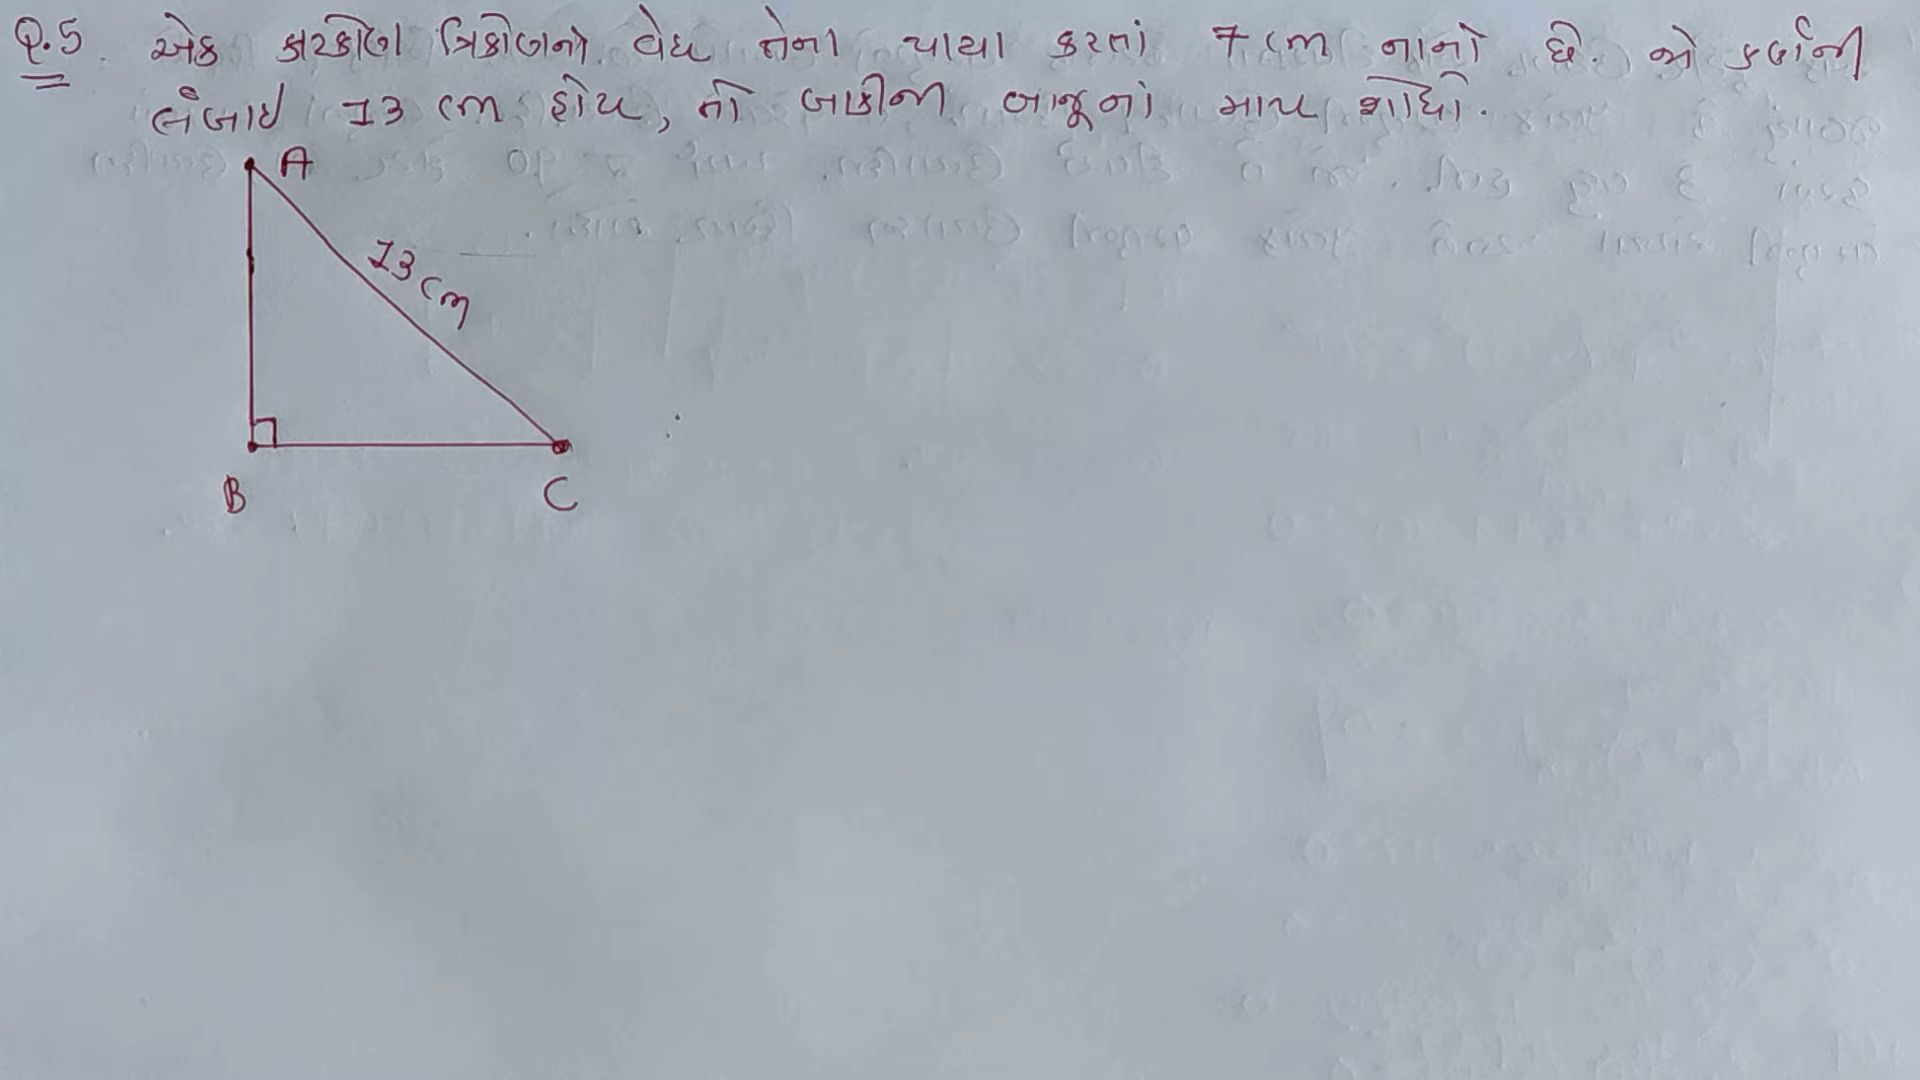 Q.5. એક કાટકોણ ત્રિકોણનો વેધ તેના પાયા કરતાં 7 cm નાનો છે. જો કર્ણની
લંબાઈ 13 cm હોય, તો બાકીની બાજૂનાં માપ શોધો.
A
13 cm
B
C